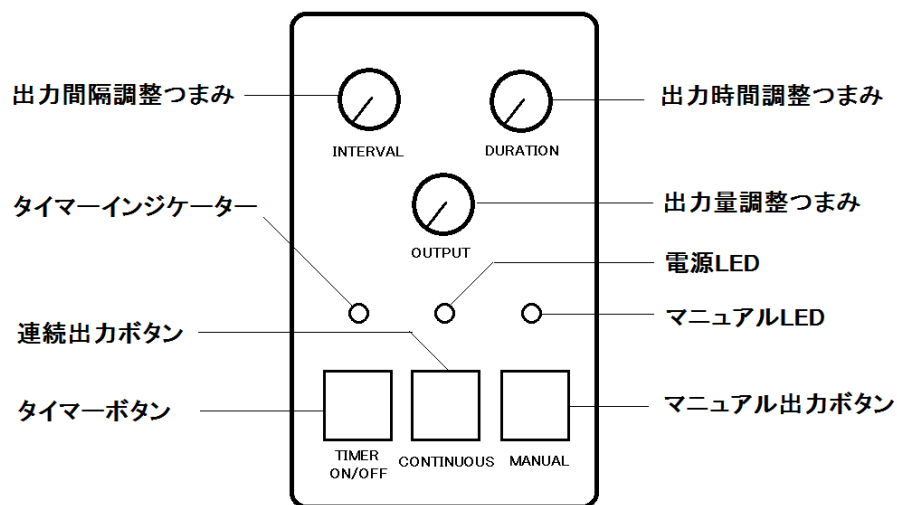 出力間隔調整つまみ
出力時間調整つまみ
INTERVAL
DURATION
タイマーインジケーター
出力量調整つまみ
OUTPUT
電源LED
連続出力ボタン
マニュアルLED
タイマーボタン
マニュアル出力ボタン
TIMER
ON/OFF
CONTINUOUS
MANUAL